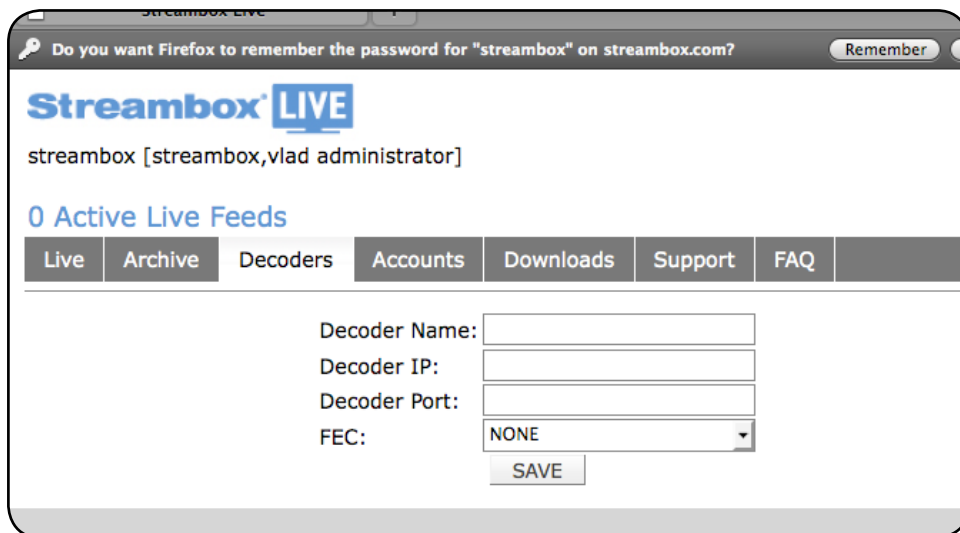 Streambox Live
Do you want Firefox to remember the password for "streambox" on streambox.com?
Remember
Streambox LIVE
streambox [streambox,vlad administrator]
0 Active Live Feeds
Live Archive Decoders Accounts Downloads Support FAQ
Decoder Name:
Decoder IP:
Decoder Port:
FEC: NONE
SAVE